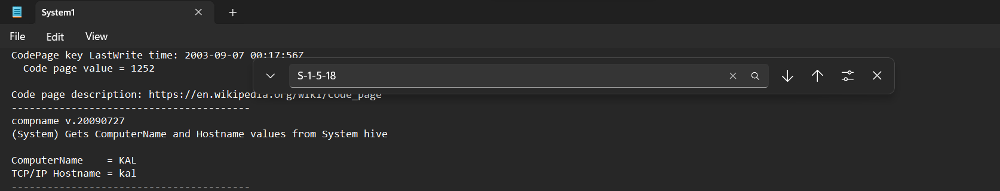 System1
File Edit View
CodePage key LastWrite time: 2003-09-07 00:17:56Z
Code page value = 1252
S-1-5-18
Code page description: https://en.wikipedia.org/wiki/Code_page
----------------------------------------
compname v.20090727
(System) Gets ComputerName and Hostname values from System hive
ComputerName    = KAL
TCP/IP Hostname = kal
----------------------------------------